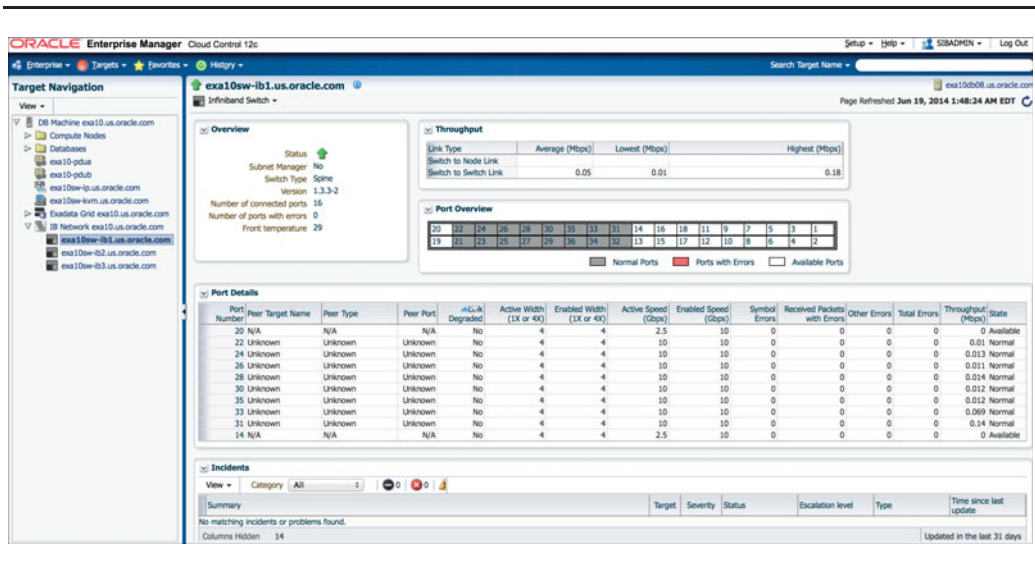 ORACLE Enterprise Manager Cloud Control 12c
Setup Help SIBADMIN Log Out
Enterprise Targets Favorites History
Search Target Name
Target Navigation
View
DB Machine exa10.us.oracle.com
Compute Nodes
Databases
exa10-pdua
exa10-pdub
exa10sw-ip.us.oracle.com
exa10sw-kvm.us.oracle.com
Exadata Grid exa10.us.oracle.com
IB Network exa10.us.oracle.com
exa10sw-ib1.us.oracle.com
exa10sw-ib2.us.oracle.com
exa10sw-ib3.us.oracle.com
exa10sw-ib1.us.oracle.com
exa10db08.us.oracle.com
Infiniband Switch
Page Refreshed Jun 19, 2014 1:48:24 AM EDT
Overview
Status
Subnet Manager No
Switch Type Spine
Version 1.3.3-2
Number of connected ports 16
Number of ports with errors 0
Front temperature 29
Throughput
Link Type Average (Mbps) Lowest (Mbps) Highest (Mbps)
Switch to Node Link
Switch to Switch Link 0.05 0.01 0.18
Port Overview
20 22 24 26 28 30 35 33 31 14 16 18 11 9 7 5 3 1
19 21 23 25 27 29 36 34 32 13 15 17 12 10 8 6 4 2
Normal Ports Ports with Errors Available Ports
Port Details
Port Number Peer Target Name Peer Type Peer Port Link Degraded Active Width (1X or 4X) Enabled Width (1X or 4X) Active Speed (Gbps) Enabled Speed (Gbps) Symbol Errors Received Packets with Errors Other Errors Total Errors Throughput (Mbps) State
20 N/A N/A N/A No 4 4 2.5 10 0 0 0 0 0 Available
22 Unknown Unknown Unknown No 4 4 10 10 0 0 0 0 0.01 Normal
24 Unknown Unknown Unknown No 4 4 10 10 0 0 0 0 0.013 Normal
26 Unknown Unknown Unknown No 4 4 10 10 0 0 0 0 0.011 Normal
28 Unknown Unknown Unknown No 4 4 10 10 0 0 0 0 0.014 Normal
30 Unknown Unknown Unknown No 4 4 10 10 0 0 0 0 0.012 Normal
35 Unknown Unknown Unknown No 4 4 10 10 0 0 0 0 0.012 Normal
33 Unknown Unknown Unknown No 4 4 10 10 0 0 0 0 0.069 Normal
31 Unknown Unknown Unknown No 4 4 10 10 0 0 0 0 0.14 Normal
14 N/A N/A N/A No 4 4 2.5 10 0 0 0 0 0 Available
Incidents
View Category All 0 0
Summary Target Severity Status Escalation level Type Time since last update
No matching incidents or problems found.
Columns Hidden 14 Updated in the last 31 days